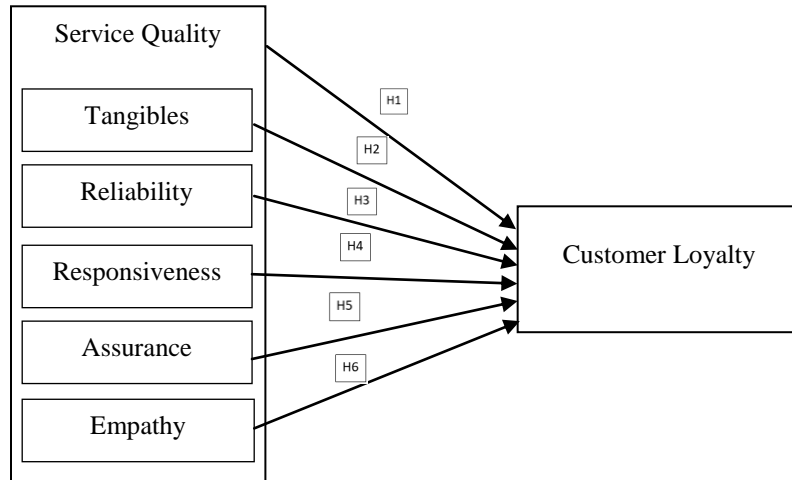 Service Quality
H1
Tangibles
H2
Reliability
H3
H4
Customer Loyalty
Responsiveness
H5
Assurance
H6
Empathy